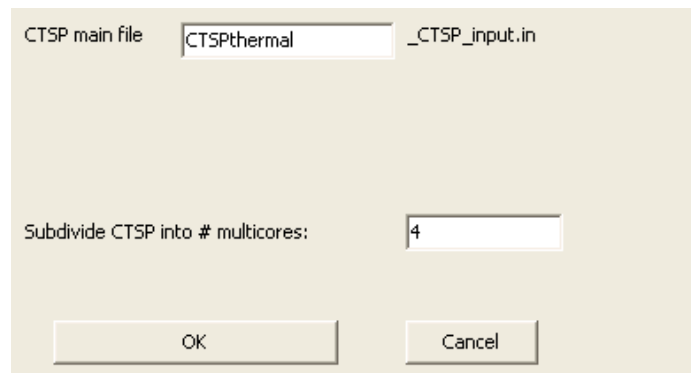 CTSP main file CTSPthermal _CTSP_input.in
Subdivide CTSP into # multicores: 4
OK Cancel